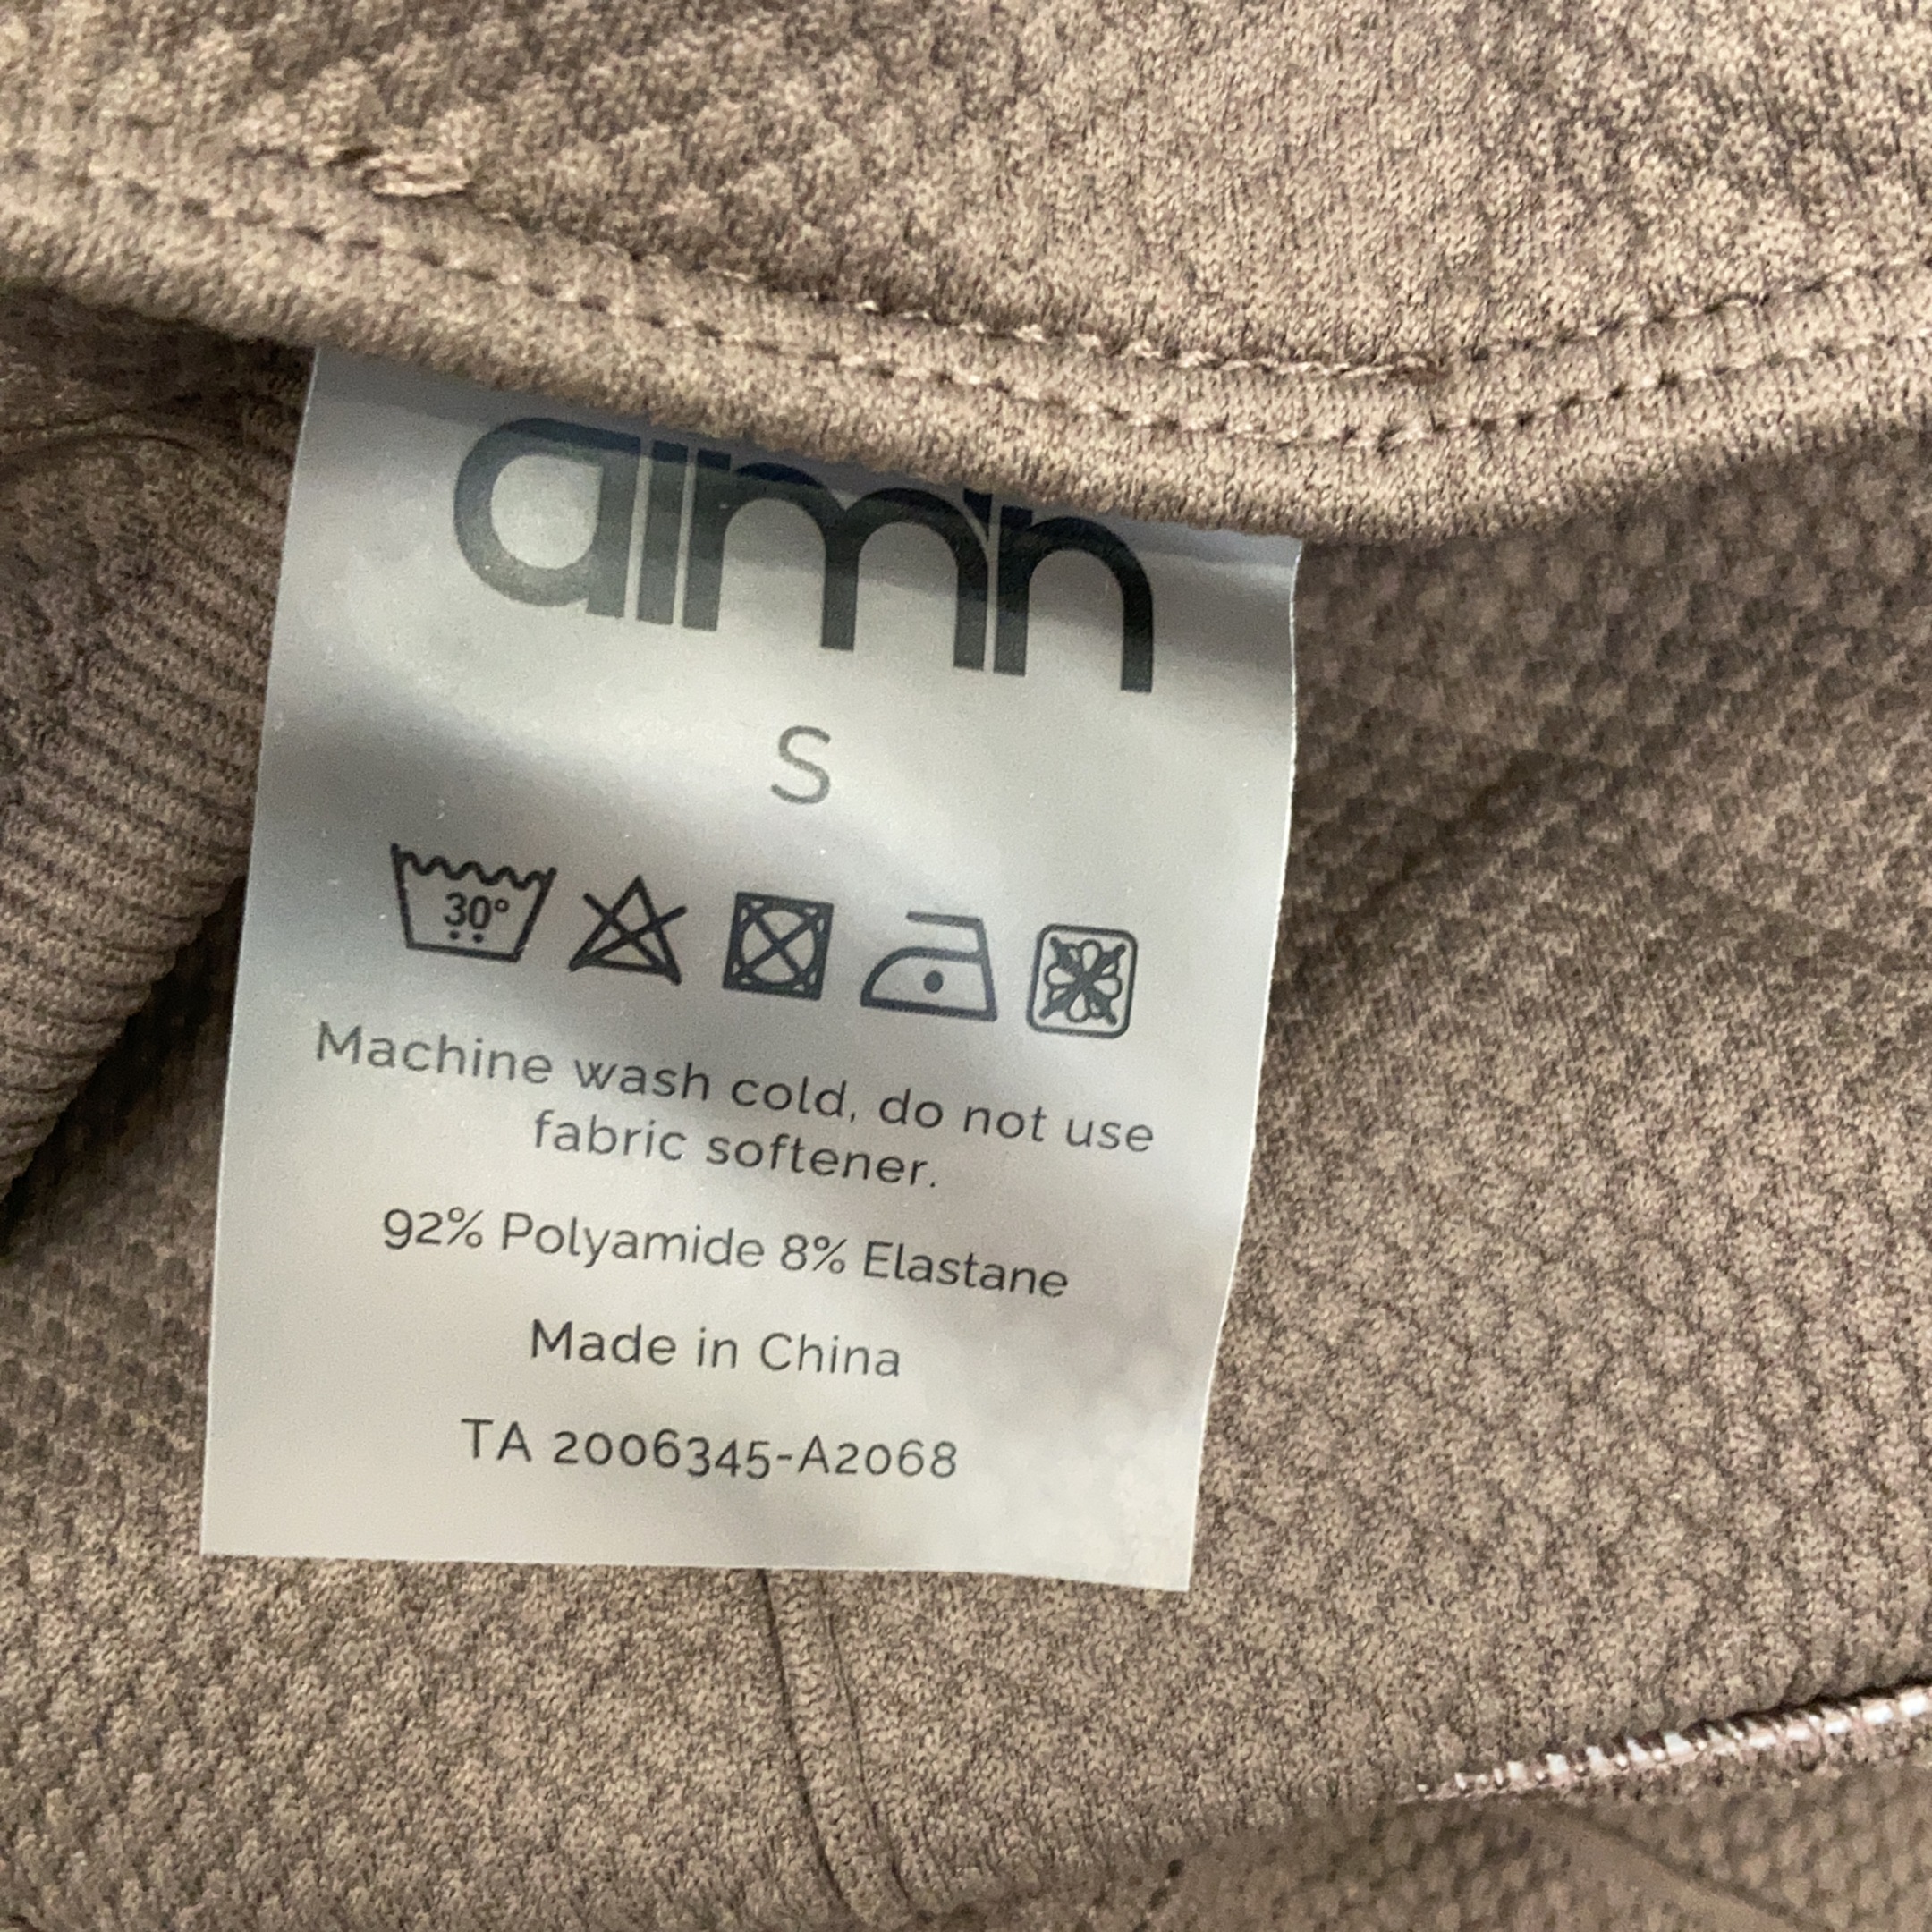 aimn
S
30°
Machine wash cold, do not use
fabric softener.
92% Polyamide 8% Elastane
Made in China
TA 2006345-A2068